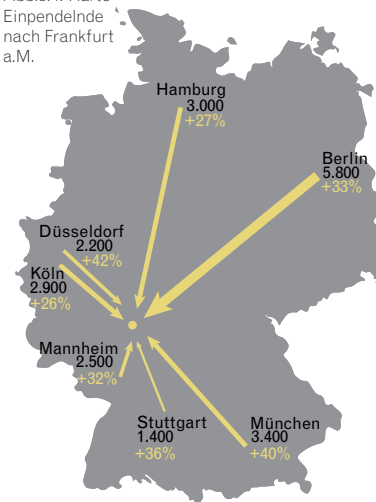 Einpendelnde
nach Frankfurt
a.M.
Hamburg
3.000
+27%
Berlin
5.800
+33%
Düsseldorf
2.200
+42%
Köln
2.900
+26%
Mannheim
2.500
+32%
Stuttgart
1.400
+36%
München
3.400
+40%